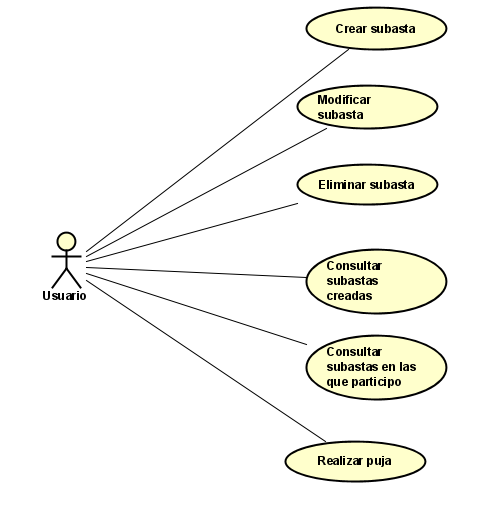 Crear subasta
Modificar
subasta
Eliminar subasta
Usuario
Consultar
subastas
creadas
Consultar
subastas en las
que participo
Realizar puja